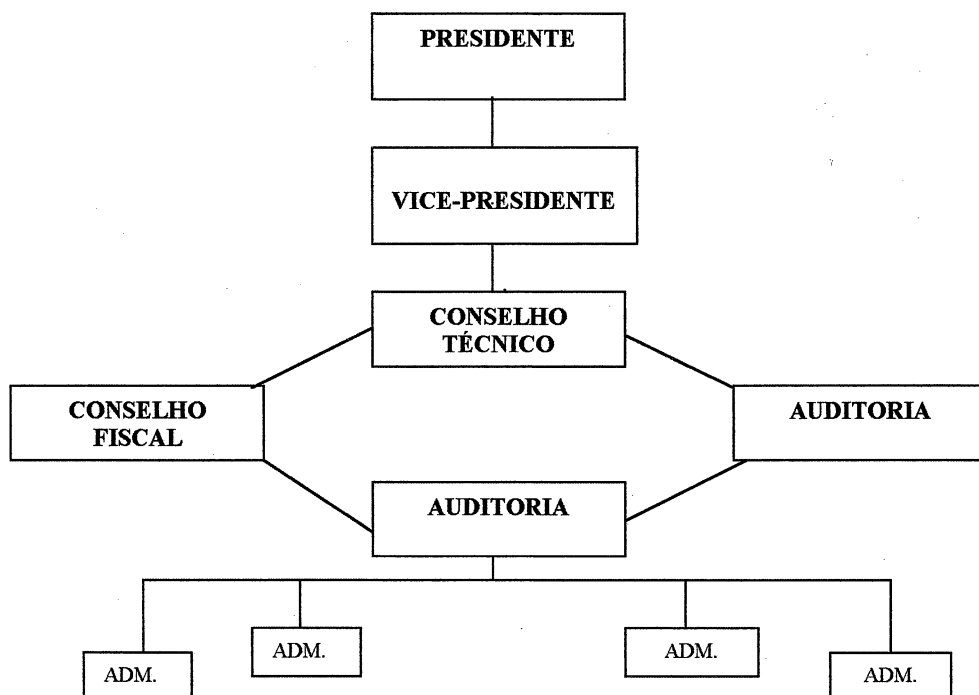 PRESIDENTE
VICE-PRESIDENTE
CONSELHO
TÉCNICO
CONSELHO
FISCAL
AUDITORIA
AUDITORIA
ADM.
ADM.
ADM.
ADM.